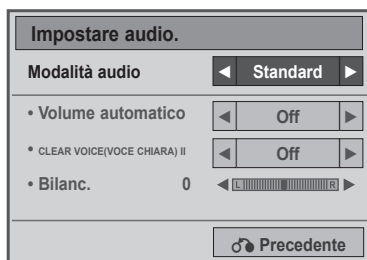 Impostare audio.
Modalità audio ◄ Standard ►
• Volume automatico ◄ Off ►
• CLEAR VOICE(VOCE CHIARA) II ◄ Off ►
• Bilanc. 0 ◄ L R ►
Precedente